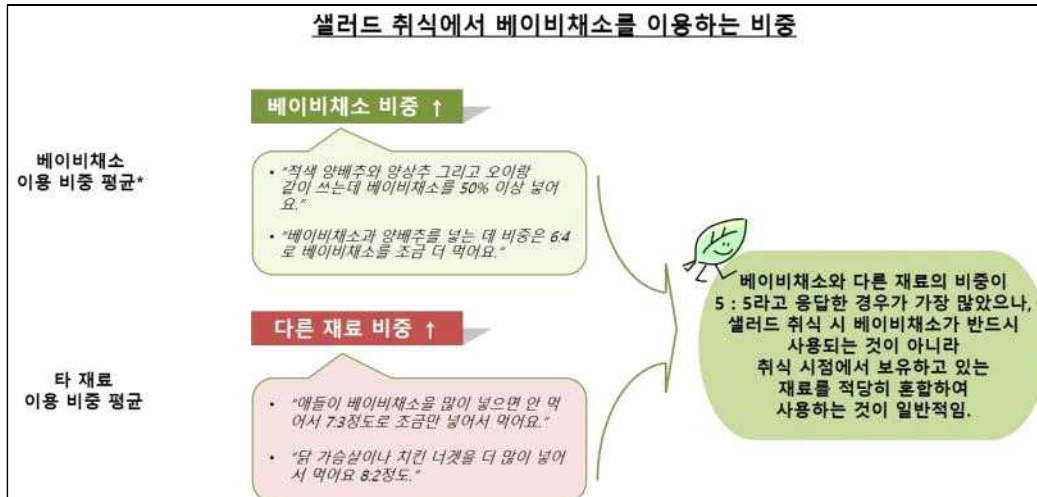 샐러드 취식에서 베이비채소를 이용하는 비중
베이비채소 비중 ↑
베이비채소
이용 비중 평균*
• "적색 양배추와 양상추 그리고 오이랑
같이 쓰는데 베이비채소를 50% 이상 넣어
요."
• "베이비채소과 양배추를 넣는 데 비중은 6:4
로 베이비채소를 조금 더 먹어요."
다른 재료 비중 ↑
타 재료
이용 비중 평균
• "애들이 베이비채소을 많이 넣으면 안 먹
어서 7:3정도로 조금만 넣어서 먹어요."
• "닭 가슴살이나 치킨 너겟을 더 많이 넣어
서 먹어요 8:2정도."
베이비채소와 다른 재료의 비중이
5 : 5라고 응답한 경우가 가장 많았으나,
샐러드 취식 시 베이비채소가 반드시
사용되는 것이 아니라
취식 시점에서 보유하고 있는
재료를 적당히 혼합하여
사용하는 것이 일반적임.